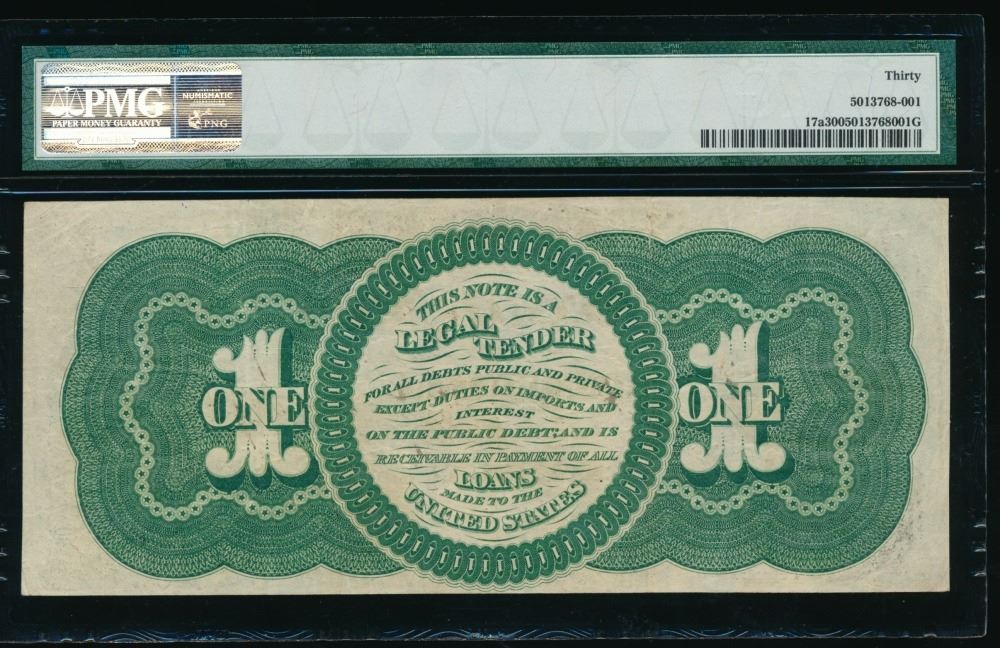 PMG
PAPER MONEY GUARANTY
NUMISMATIC
PNG
Thirty
5013768-001
17a3005013768001G
THIS NOTE IS A
LEGAL TENDER
FOR ALL DEBTS PUBLIC AND PRIVATE
EXCEPT DUTIES ON IMPORTS AND
INTEREST
ON THE PUBLIC DEBT; AND IS
RECEIVABLE IN PAYMENT OF ALL
LOANS
MADE TO THE
UNITED STATES
1
ONE
1
ONE